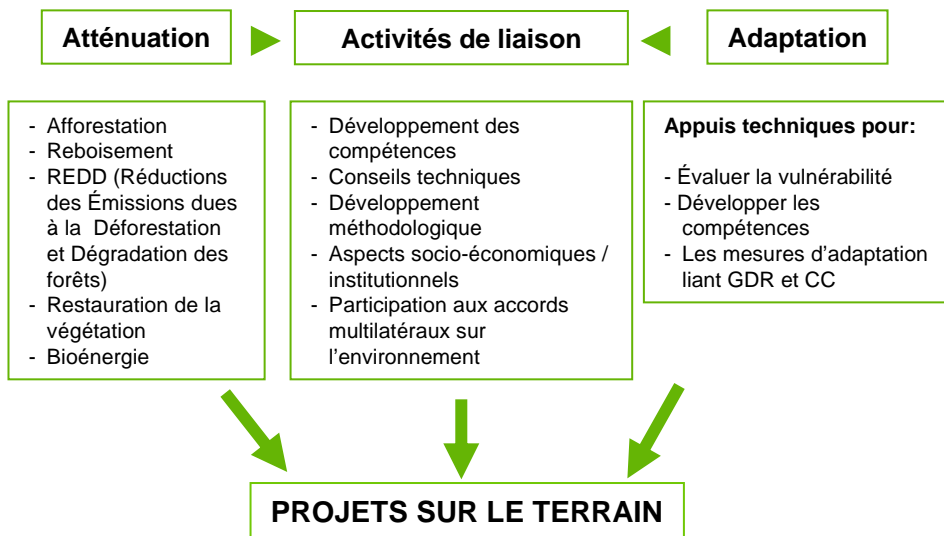 Atténuation
Activités de liaison
Adaptation
- Afforestation
- Reboisement
- REDD (Réductions
des Émissions dues
à la Déforestation
et Dégradation des
forêts)
- Restauration de la
végétation
- Bioénergie
- Développement des
compétences
- Conseils techniques
- Développement
méthodologique
- Aspects socio-économiques /
institutionnels
- Participation aux accords
multilatéraux sur
l'environnement
Appuis techniques pour:
- Évaluer la vulnérabilité
- Développer les
compétences
- Les mesures d'adaptation
liant GDR et CC
PROJETS SUR LE TERRAIN